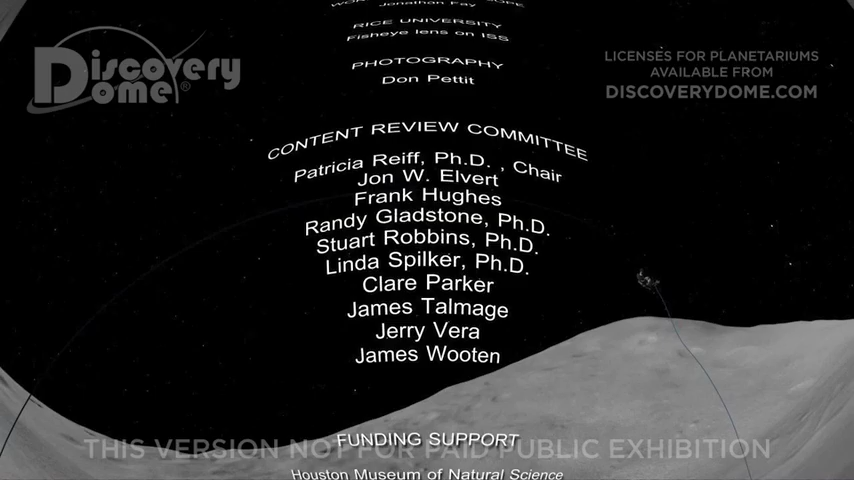 Jonathan Fay
RICE UNIVERSITY
Fisheye lens on ISS
PHOTOGRAPHY
Don Pettit
Discovery
Dome®
LICENSES FOR PLANETARIUMS
AVAILABLE FROM
DISCOVERYDOME.COM
CONTENT REVIEW COMMITTEE
Patricia Reiff, Ph.D. , Chair
Jon W. Elvert
Frank Hughes
Randy Gladstone, Ph.D.
Stuart Robbins, Ph.D.
Linda Spilker, Ph.D.
Clare Parker
James Talmage
Jerry Vera
James Wooten
FUNDING SUPPORT
THIS VERSION NOT FOR PAID PUBLIC EXHIBITION
Houston Museum of Natural Science